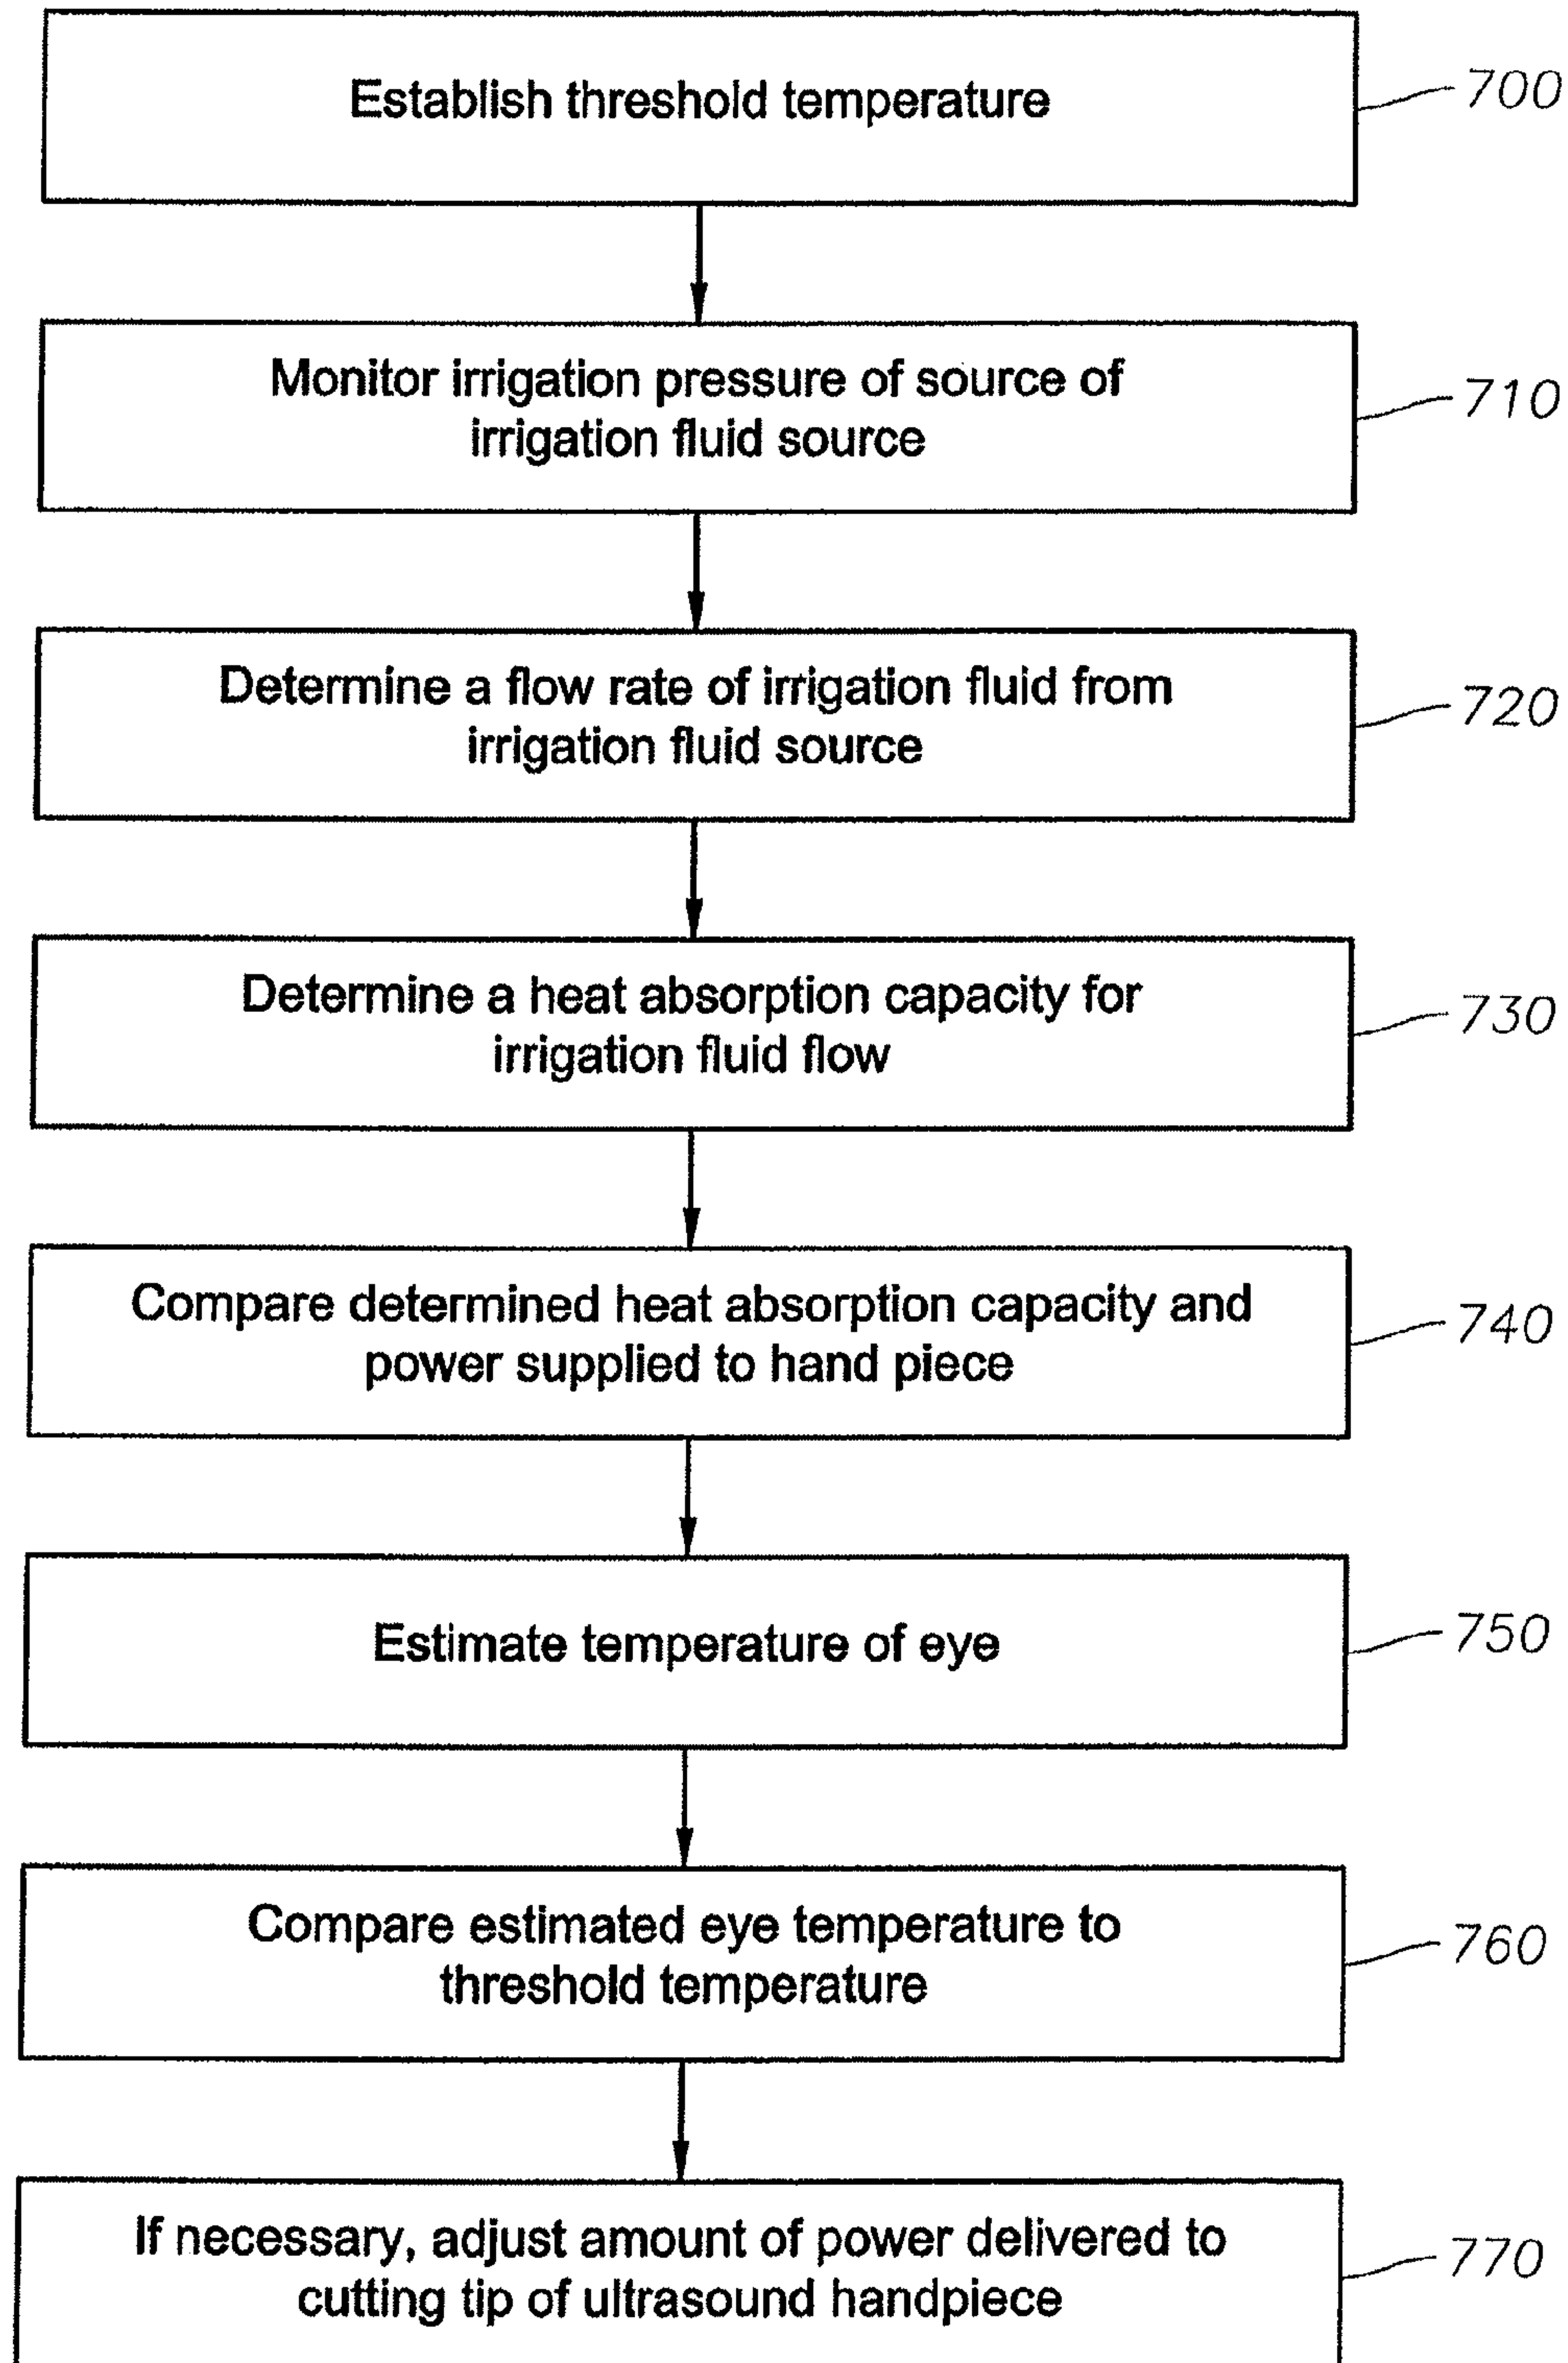 Establish threshold temperature
700
Monitor irrigation pressure of source of
irrigation fluid source
710
Determine a flow rate of irrigation fluid from
irrigation fluid source
720
Determine a heat absorption capacity for
irrigation fluid flow
730
Compare determined heat absorption capacity and
power supplied to hand piece
740
Estimate temperature of eye
750
Compare estimated eye temperature to
threshold temperature
760
If necessary, adjust amount of power delivered to
cutting tip of ultrasound handpiece
770